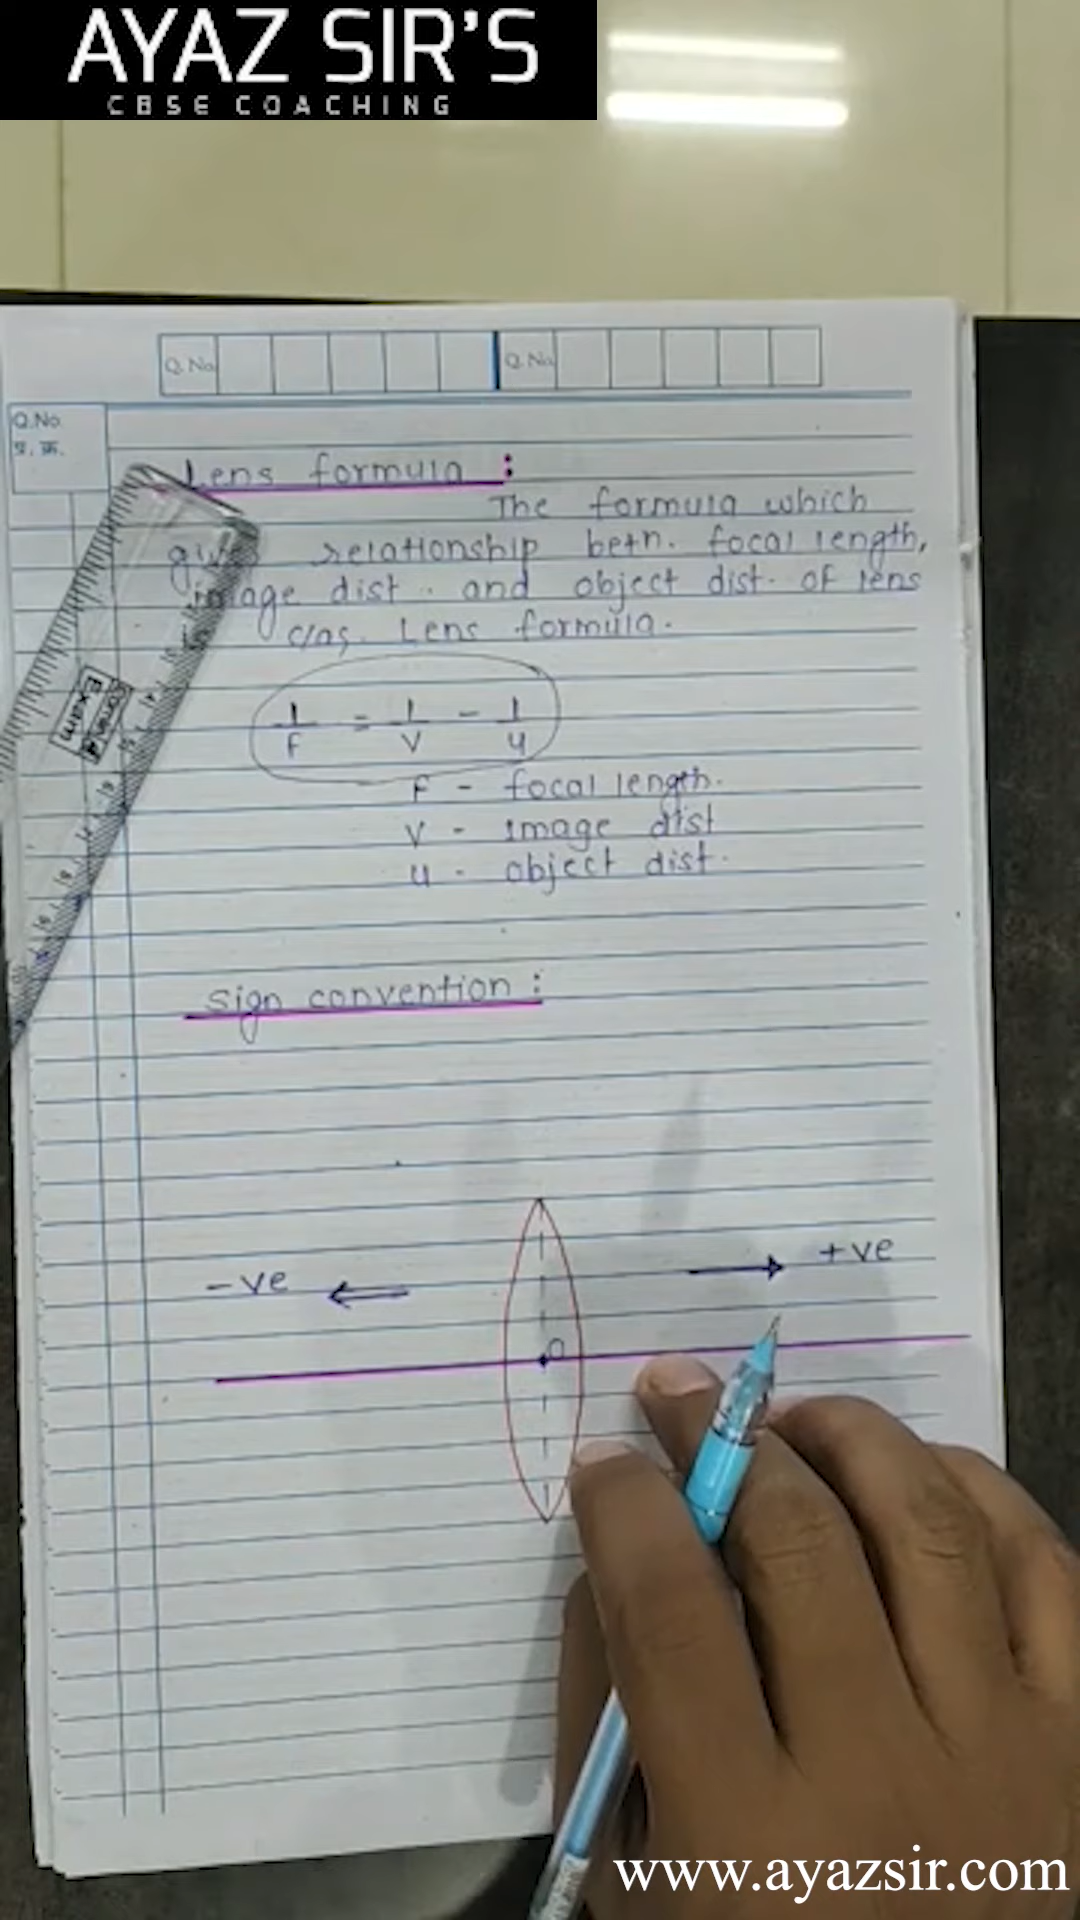 AYAZ SIR'S
CBSE COACHING
Q.No Q.No
Q.No.
प्र. क्र.
Lens formula :
The formula which
gives relationship betn. focal length,
image dist. and object dist. of lens
c/as. Lens formula.
1/F = 1/V - 1/u
F - focal length.
V - image dist
u - object dist.
Exam
sign convention :
-ve +ve
O
www.ayazsir.com